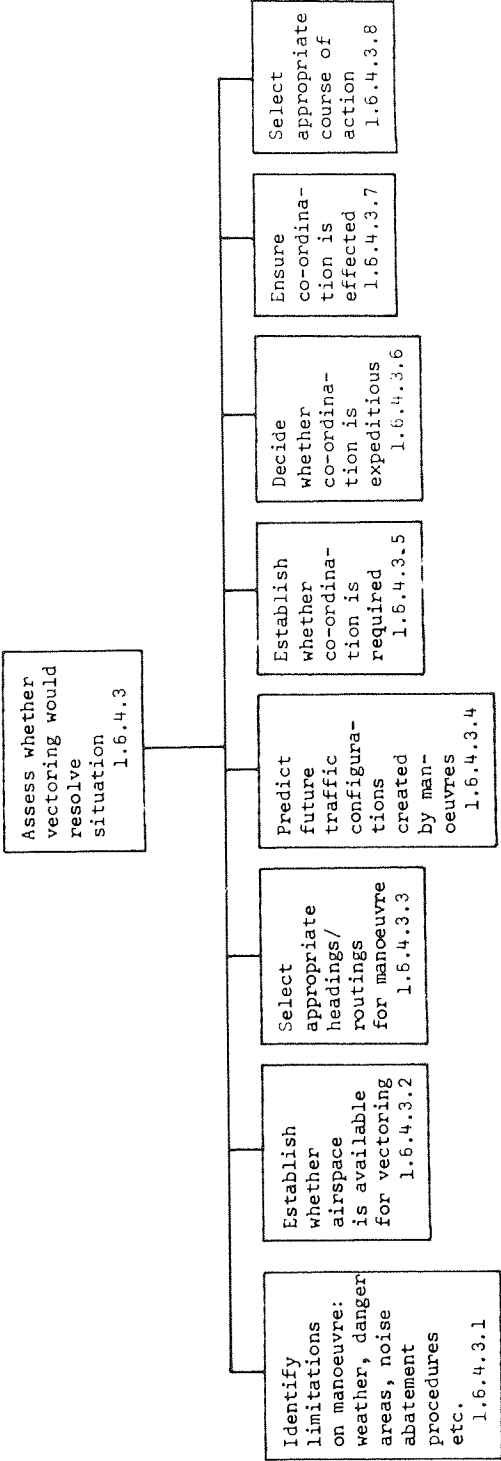 Assess whether
vectoring would
resolve
situation
1.6.4.3
Identify
limitations
on manoeuvre:
weather, danger
areas, noise
abatement
procedures
etc.
1.6.4.3.1
Establish
whether
airspace
is available
for vectoring
1.6.4.3.2
Select
appropriate
headings/
routings
for manoeuvre
1.6.4.3.3
Predict
future
traffic
configura-
tions
created
by man-
oeuvres
1.6.4.3.4
Establish
whether
co-ordina-
tion is
required
1.6.4.3.5
Decide
whether
co-ordina-
tion is
expeditious
1.6.4.3.6
Ensure
co-ordina-
tion is
effected
1.6.4.3.7
Select
appropriate
course of
action
1.6.4.3.8